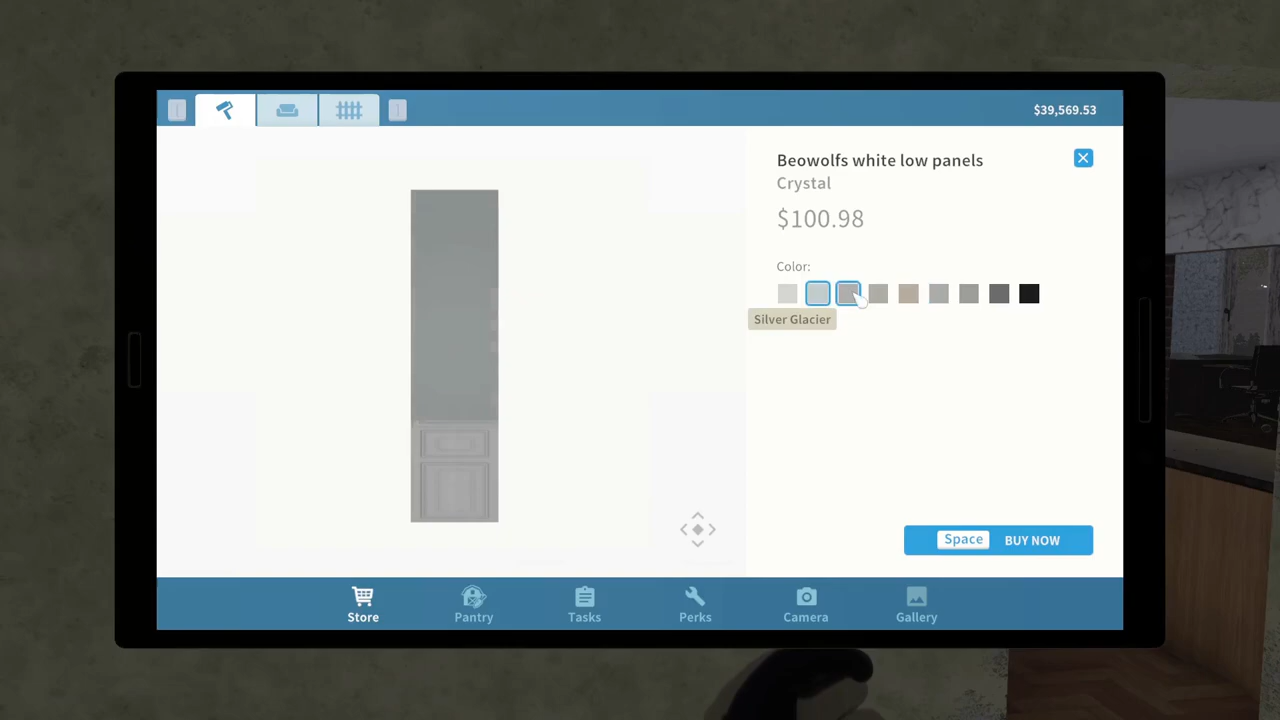 $39,569.53
Beowolfs white low panels
Crystal
$100.98
Color:
Silver Glacier
Space BUY NOW
Store Pantry Tasks Perks Camera Gallery